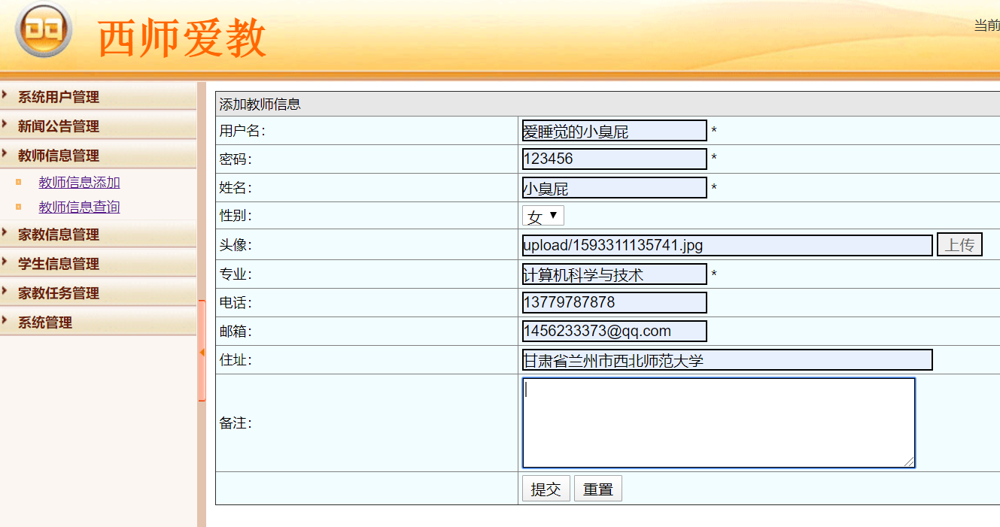 西师爱教
当前
系统用户管理
新闻公告管理
教师信息管理
教师信息添加
教师信息查询
家教信息管理
学生信息管理
家教任务管理
系统管理
添加教师信息
用户名： 爱睡觉的小臭屁 *
密码： 123456 *
姓名： 小臭屁 *
性别： 女
头像： upload/1593311135741.jpg 上传
专业： 计算机科学与技术 *
电话： 13779787878
邮箱： 1456233373@qq.com
住址： 甘肃省兰州市西北师范大学
备注：
提交 重置